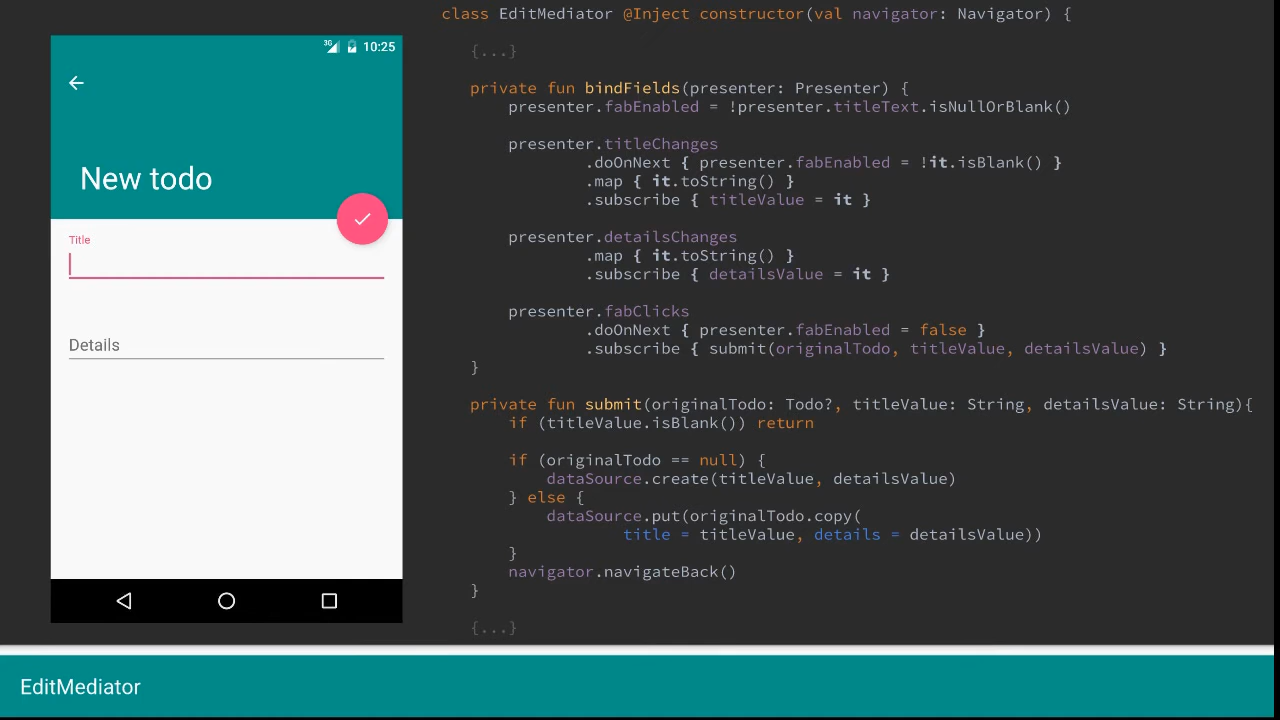 3G 10:25
New todo
Title
Details
class EditMediator @Inject constructor(val navigator: Navigator) {
{...}
private fun bindFields(presenter: Presenter) {
presenter.fabEnabled = !presenter.titleText.isNullOrBlank()
presenter.titleChanges
.doOnNext { presenter.fabEnabled = !it.isBlank() }
.map { it.toString() }
.subscribe { titleValue = it }
presenter.detailsChanges
.map { it.toString() }
.subscribe { detailsValue = it }
presenter.fabClicks
.doOnNext { presenter.fabEnabled = false }
.subscribe { submit(originalTodo, titleValue, detailsValue) }
}
private fun submit(originalTodo: Todo?, titleValue: String, detailsValue: String){
if (titleValue.isBlank()) return
if (originalTodo == null) {
dataSource.create(titleValue, detailsValue)
} else {
dataSource.put(originalTodo.copy(
title = titleValue, details = detailsValue))
}
navigator.navigateBack()
}
{...}
EditMediator